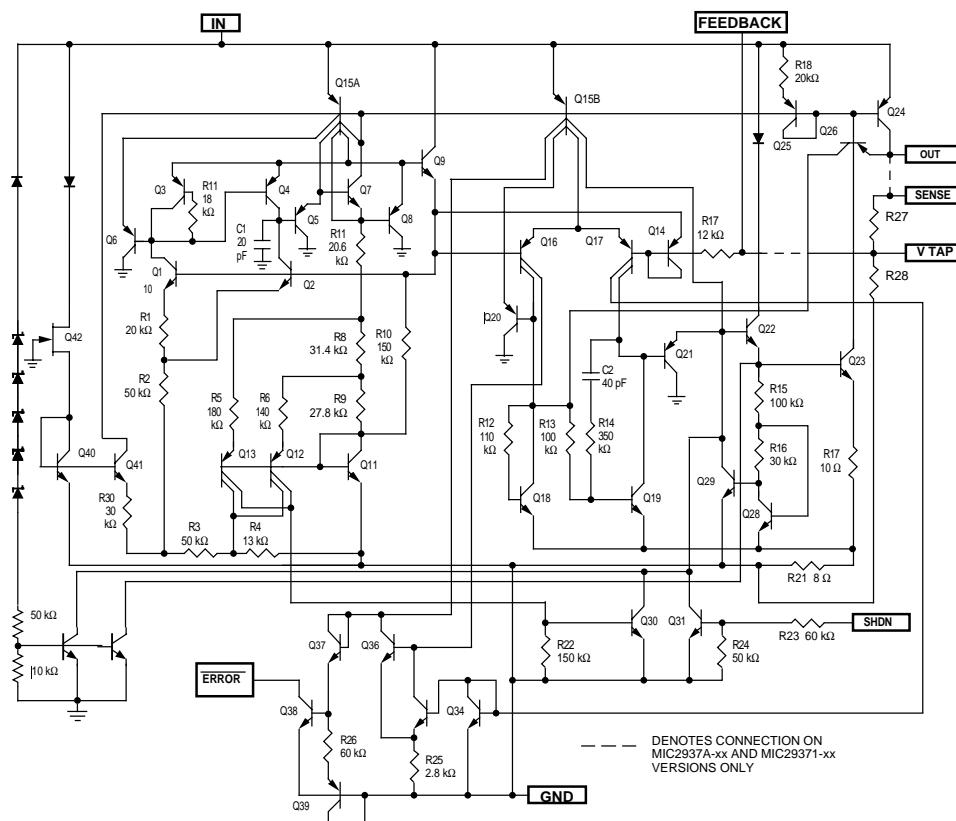 IN
FEEDBACK
R18
20kΩ
Q15A
Q15B
Q24
Q26
Q25
OUT
Q9
Q3
R11
18
kΩ
Q4
Q7
SENSE
C1
20
pF
Q5
Q8
Q6
R11
20.6
kΩ
Q16
Q17
Q14
R17
12 kΩ
R27
V TAP
Q1
10
Q2
R28
R1
20 kΩ
R10
150
kΩ
Q20
Q42
R8
31.4 kΩ
Q21
Q22
Q23
R2
50 kΩ
C2
40 pF
R5
180
kΩ
R6
140
kΩ
R9
27.8 kΩ
R15
100 kΩ
R12
110
kΩ
R13
100
kΩ
R14
350
kΩ
R16
30 kΩ
R17
10 Ω
Q40
Q41
Q13
Q12
Q11
Q29
R30
30
kΩ
Q18
Q19
Q28
R3
50 kΩ
R4
13 kΩ
R21 8 Ω
50 kΩ
10 kΩ
Q37
Q36
R22
150 kΩ
Q30
Q31
R24
50 kΩ
R23 60 kΩ
SHDN
ERROR
Q38
Q34
R26
60 kΩ
R25
2.8 kΩ
Q39
GND
DENOTES CONNECTION ON
MIC2937A-xx AND MIC29371-xx
VERSIONS ONLY